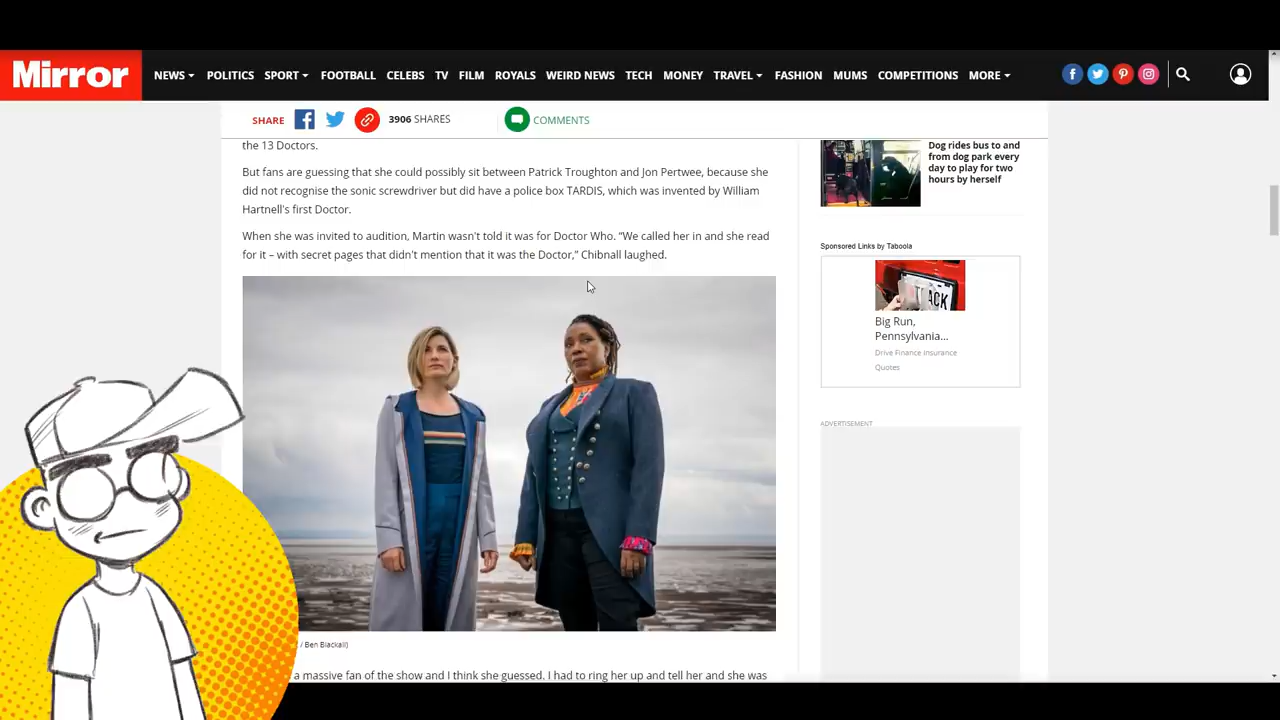 Mirror
NEWS POLITICS SPORT FOOTBALL CELEBS TV FILM ROYALS WEIRD NEWS TECH MONEY TRAVEL FASHION MUMS COMPETITIONS MORE
SHARE 3906 SHARES COMMENTS
the 13 Doctors.
But fans are guessing that she could possibly sit between Patrick Troughton and Jon Pertwee, because she
did not recognise the sonic screwdriver but did have a police box TARDIS, which was invented by William
Hartnell's first Doctor.
When she was invited to audition, Martin wasn't told it was for Doctor Who. “We called her in and she read
for it – with secret pages that didn't mention that it was the Doctor,” Chibnall laughed.
/ Ben Blackall)
a massive fan of the show and I think she guessed. I had to ring her up and tell her and she was
Dog rides bus to and
from dog park every
day to play for two
hours by herself
Sponsored Links by Taboola
ACK
Big Run,
Pennsylvania...
Drive Finance Insurance
Quotes
ADVERTISEMENT